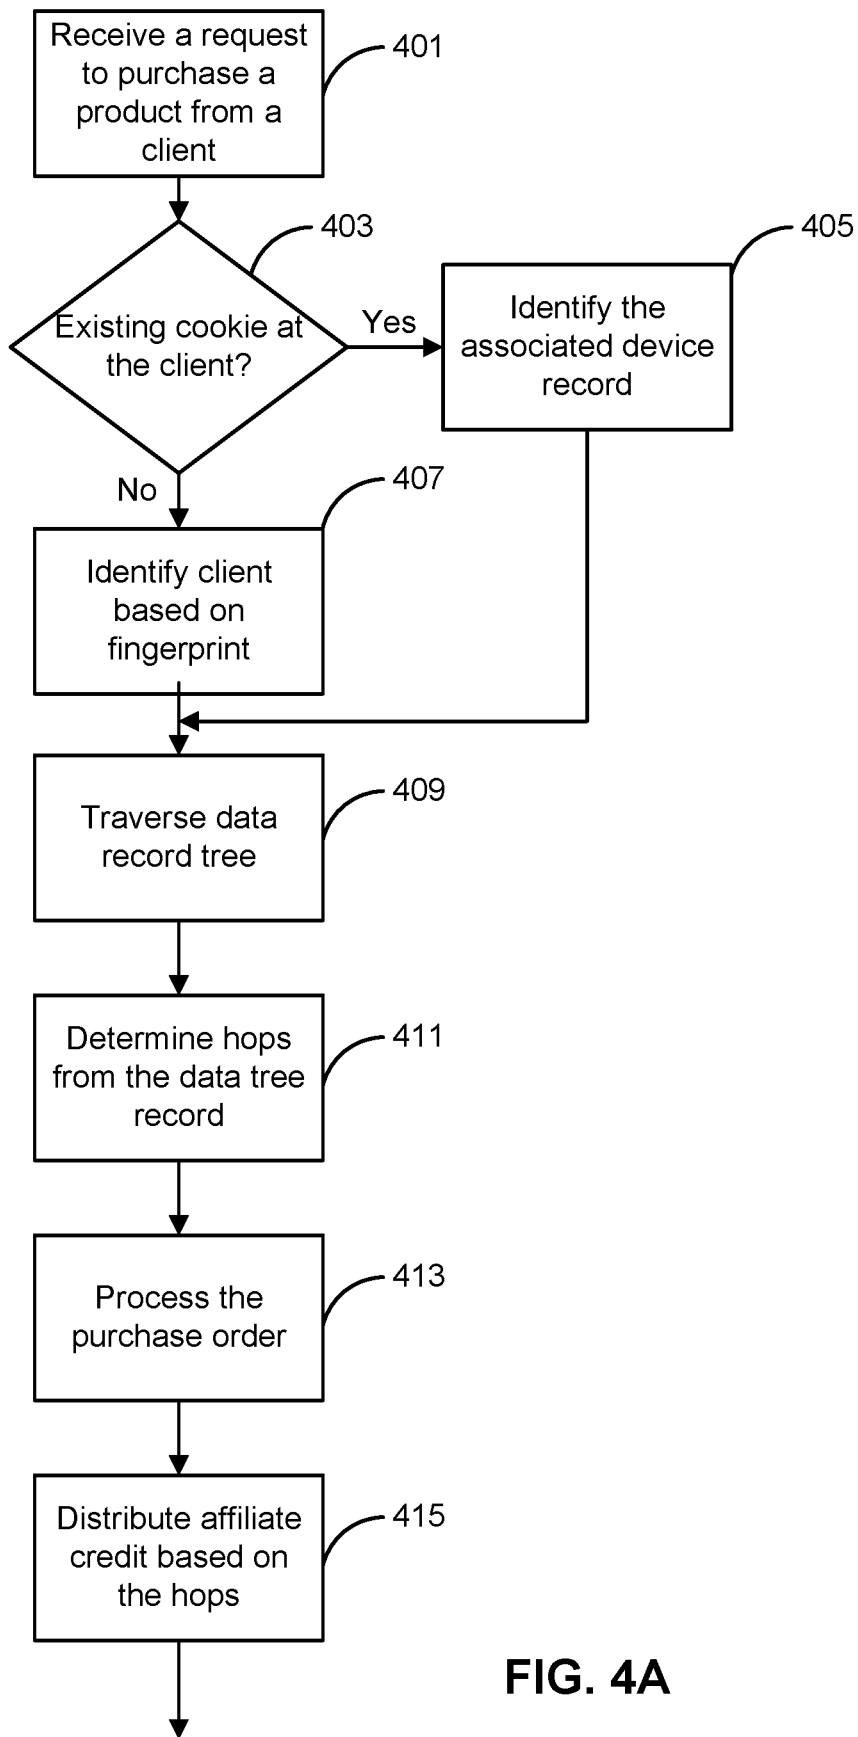 Receive a request
to purchase a
product from a
client
401
403
Existing cookie at
the client?
Yes
405
Identify the
associated device
record
No
407
Identify client
based on
fingerprint
409
Traverse data
record tree
411
Determine hops
from the data tree
record
413
Process the
purchase order
415
Distribute affiliate
credit based on
the hops
FIG. 4A